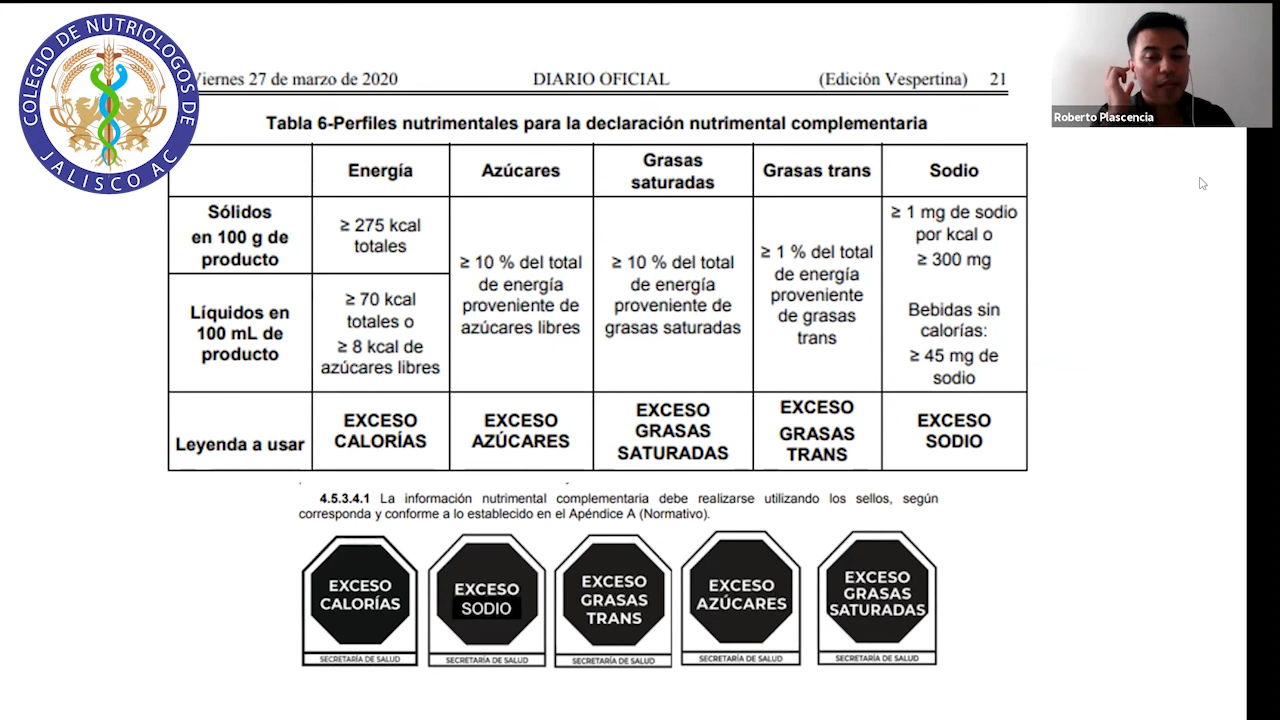 COLEGIO DE NUTRIOLOGOS DE
JALISCO AC
Viernes 27 de marzo de 2020 DIARIO OFICIAL (Edición Vespertina) 21
Roberto Plascencia
Tabla 6-Perfiles nutrimentales para la declaración nutrimental complementaria
Energía Azúcares Grasas saturadas Grasas trans Sodio
Sólidos
en 100 g de
producto
≥ 275 kcal
totales
Líquidos en
100 mL de
producto
≥ 70 kcal
totales o
≥ 8 kcal de
azúcares libres
≥ 10 % del total
de energía
proveniente de
azúcares libres
≥ 10 % del total
de energía
proveniente de
grasas saturadas
≥ 1 % del total
de energía
proveniente
de grasas
trans
≥ 1 mg de sodio
por kcal o
≥ 300 mg
Bebidas sin
calorías:
≥ 45 mg de
sodio
Leyenda a usar
EXCESO
CALORÍAS
EXCESO
AZÚCARES
EXCESO
GRASAS
SATURADAS
EXCESO
GRASAS
TRANS
EXCESO
SODIO
4.5.3.4.1 La información nutrimental complementaria debe realizarse utilizando los sellos, según
corresponda y conforme a lo establecido en el Apéndice A (Normativo).
EXCESO
CALORÍAS
SECRETARÍA DE SALUD
EXCESO
SODIO
SECRETARÍA DE SALUD
EXCESO
GRASAS
TRANS
SECRETARÍA DE SALUD
EXCESO
AZÚCARES
SECRETARÍA DE SALUD
EXCESO
GRASAS
SATURADAS
SECRETARÍA DE SALUD